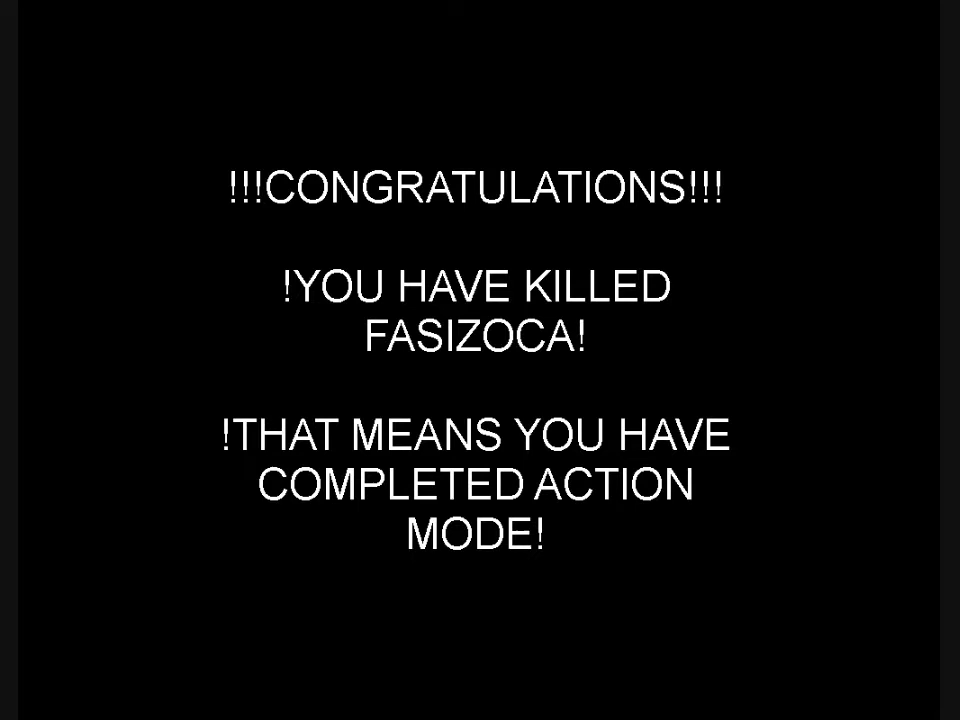 !!!CONGRATULATIONS!!!
!YOU HAVE KILLED
FASIZOCA!
!THAT MEANS YOU HAVE
COMPLETED ACTION
MODE!